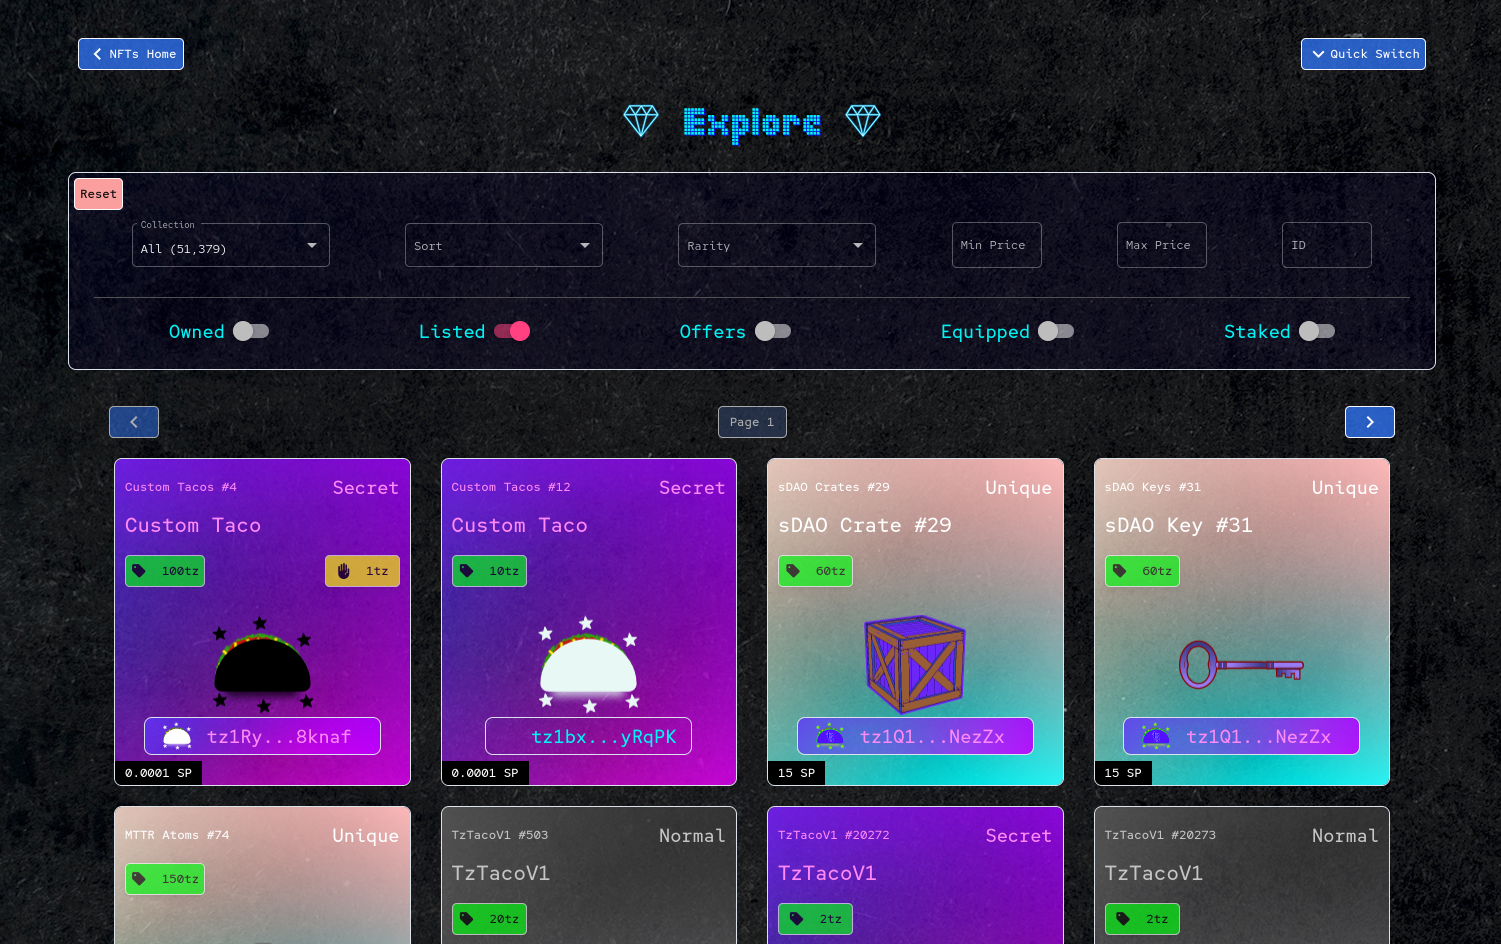 NFTs Home
Quick Switch
Explore
Reset
Collection
All (51,379)
Sort
Rarity
Min Price
Max Price
ID
Owned
Listed
Offers
Equipped
Staked
Page 1
Custom Tacos #4
Secret
Custom Taco
100tz
1tz
tz1Ry...8knaf
0.0001 SP
Custom Tacos #12
Secret
Custom Taco
10tz
tz1bx...yRqPK
0.0001 SP
sDAO Crates #29
Unique
sDAO Crate #29
60tz
tz1Q1...NezZx
15 SP
sDAO Keys #31
Unique
sDAO Key #31
60tz
tz1Q1...NezZx
15 SP
MTTR Atoms #74
Unique
150tz
TzTacoV1 #503
Normal
TzTacoV1
20tz
TzTacoV1 #20272
Secret
TzTacoV1
2tz
TzTacoV1 #20273
Normal
TzTacoV1
2tz